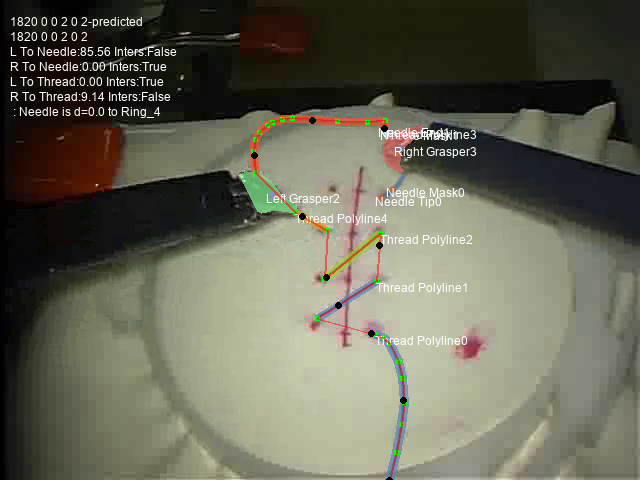 1820 0 0 2 0 2-predicted
1820 0 0 2 0 2
L To Needle:85.56 Inters:False
R To Needle:0.00 Inters:True
L To Thread:0.00 Inters:True
R To Thread:9.14 Inters:False
: Needle is d=0.0 to Ring_4
Right Grasper3
Needle Mask0
Left Grasper2
Needle Tip0
Thread Polyline4
Thread Polyline2
Thread Polyline1
Thread Polyline0